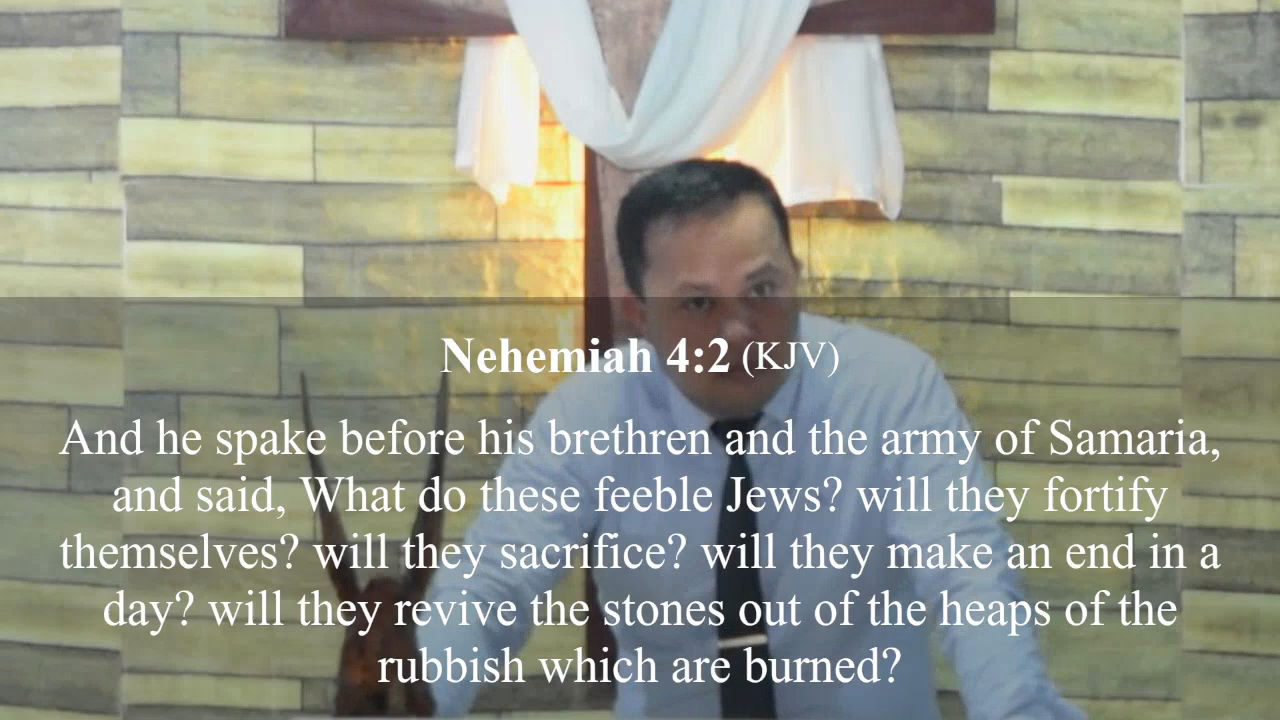 Nehemiah 4:2 (KJV)
And he spake before his brethren and the army of Samaria,
and said, What do these feeble Jews? will they fortify
themselves? will they sacrifice? will they make an end in a
day? will they revive the stones out of the heaps of the
rubbish which are burned?